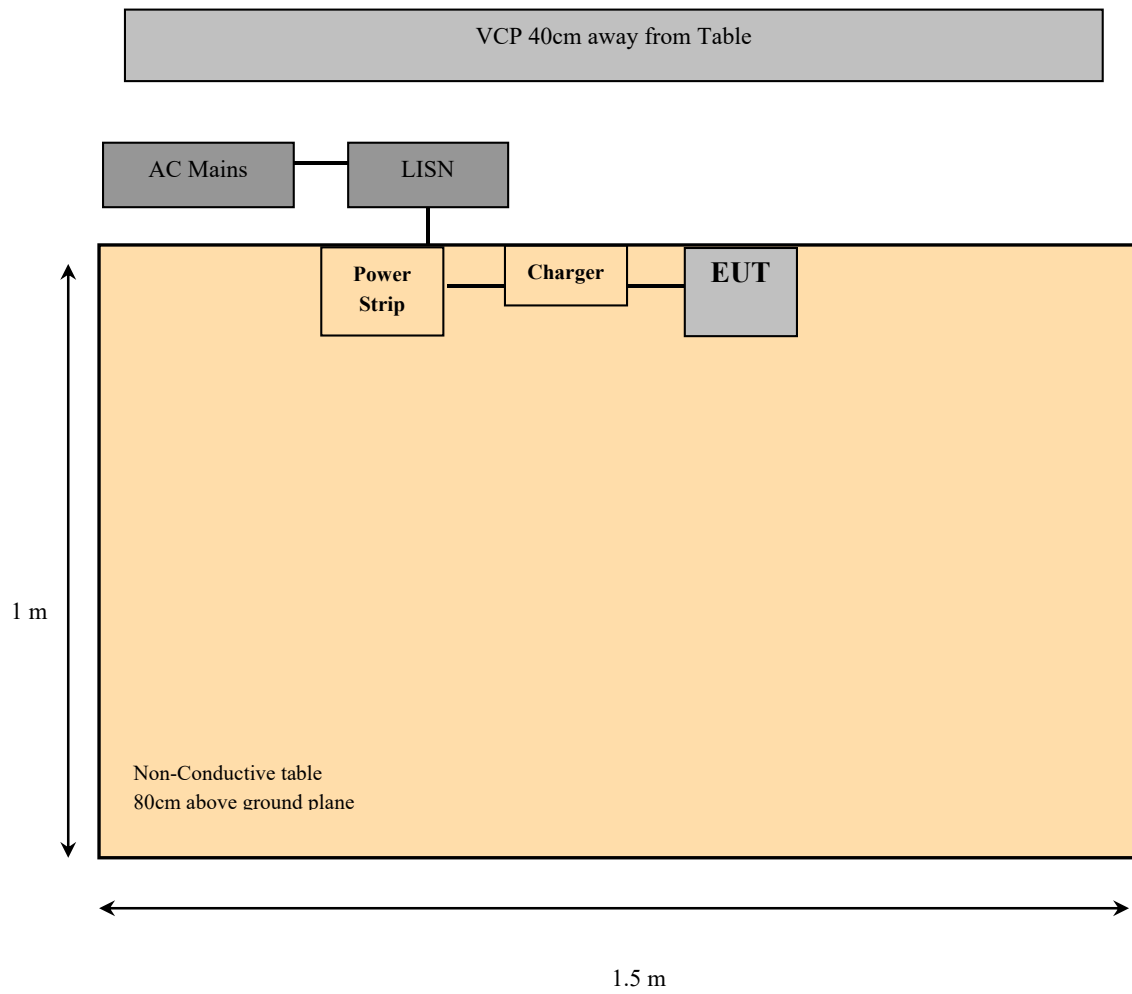 VCP 40cm away from Table
AC Mains
LISN
Power
Strip
Charger
EUT
1 m
Non-Conductive table
80cm above ground plane
1.5 m